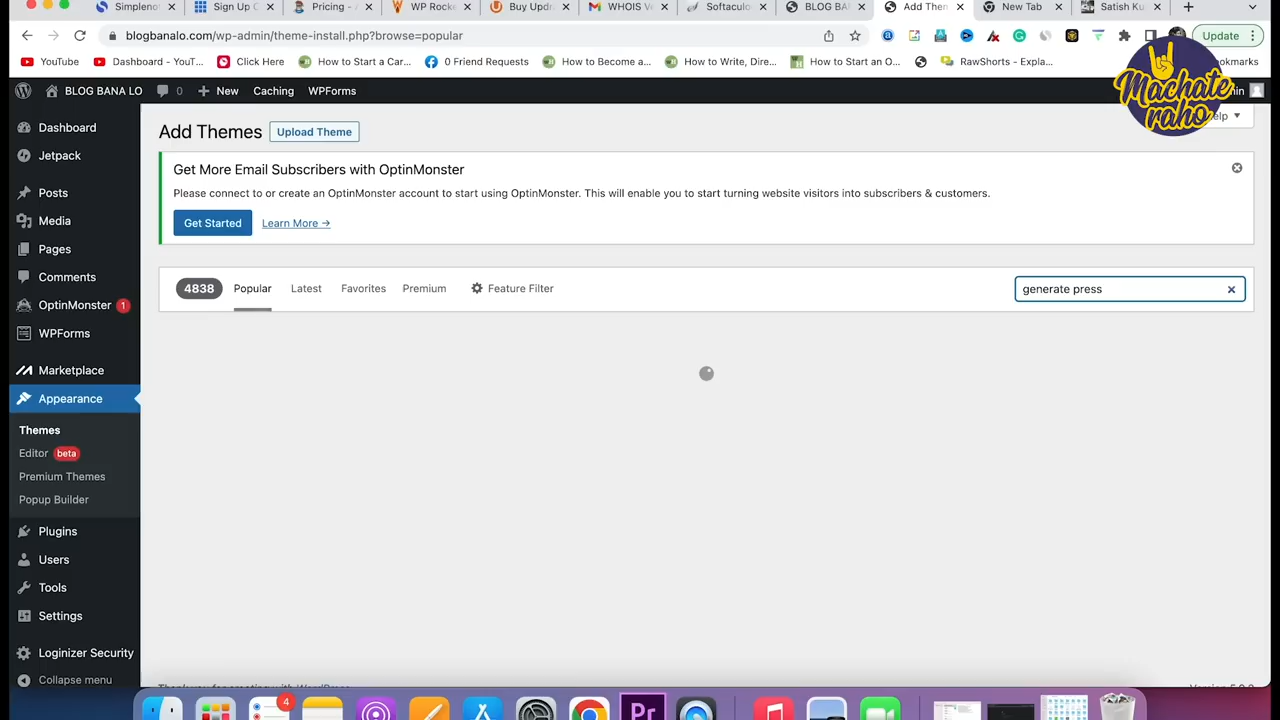 Simplenot
Sign Up
Pricing - A
WP Rocke
Buy Updr
WHOIS Ve
Softaculo
BLOG BAN
Add Them
New Tab
Satish Ku
blogbanalo.com/wp-admin/theme-install.php?browse=popular
Update
YouTube
Dashboard - YouT...
Click Here
How to Start a Car...
0 Friend Requests
How to Become a...
How to Write, Dire...
How to Start an O...
RawShorts - Expla...
okmarks
BLOG BANA LO
0
New
Caching
WPForms
Machate
raho
Dashboard
Jetpack
Posts
Media
Pages
Comments
OptinMonster 1
WPForms
Marketplace
Appearance
Themes
Editor beta
Premium Themes
Popup Builder
Plugins
Users
Tools
Settings
Loginizer Security
Collapse menu
Add Themes
Upload Theme
Get More Email Subscribers with OptinMonster
Please connect to or create an OptinMonster account to start using OptinMonster. This will enable you to start turning website visitors into subscribers & customers.
Get Started
Learn More →
4838
Popular
Latest
Favorites
Premium
Feature Filter
generate press
4
Pr